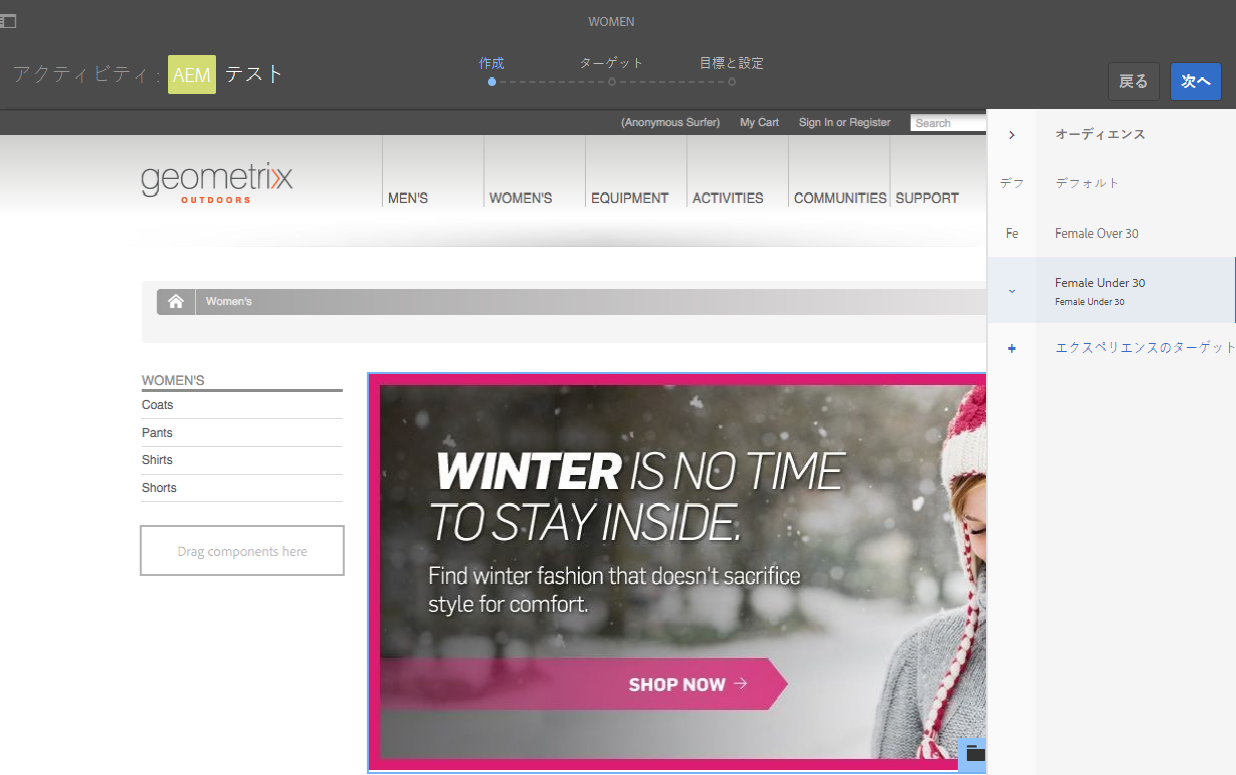 WOMEN
アクティビティ : AEM テスト
作成
ターゲット
目標と設定
戻る
次へ
(Anonymous Surfer) My Cart Sign In or Register Search
geometrixx
OUTDOORS
MEN'S WOMEN'S EQUIPMENT ACTIVITIES COMMUNITIES SUPPORT
Women's
WOMEN'S
Coats
Pants
Shirts
Shorts
Drag components here
WINTER IS NO TIME
TO STAY INSIDE.
Find winter fashion that doesn't sacrifice
style for comfort.
SHOP NOW →
オーディエンス
デフ デフォルト
Fe Female Over 30
Female Under 30
Female Under 30
エクスペリエンスのターゲット